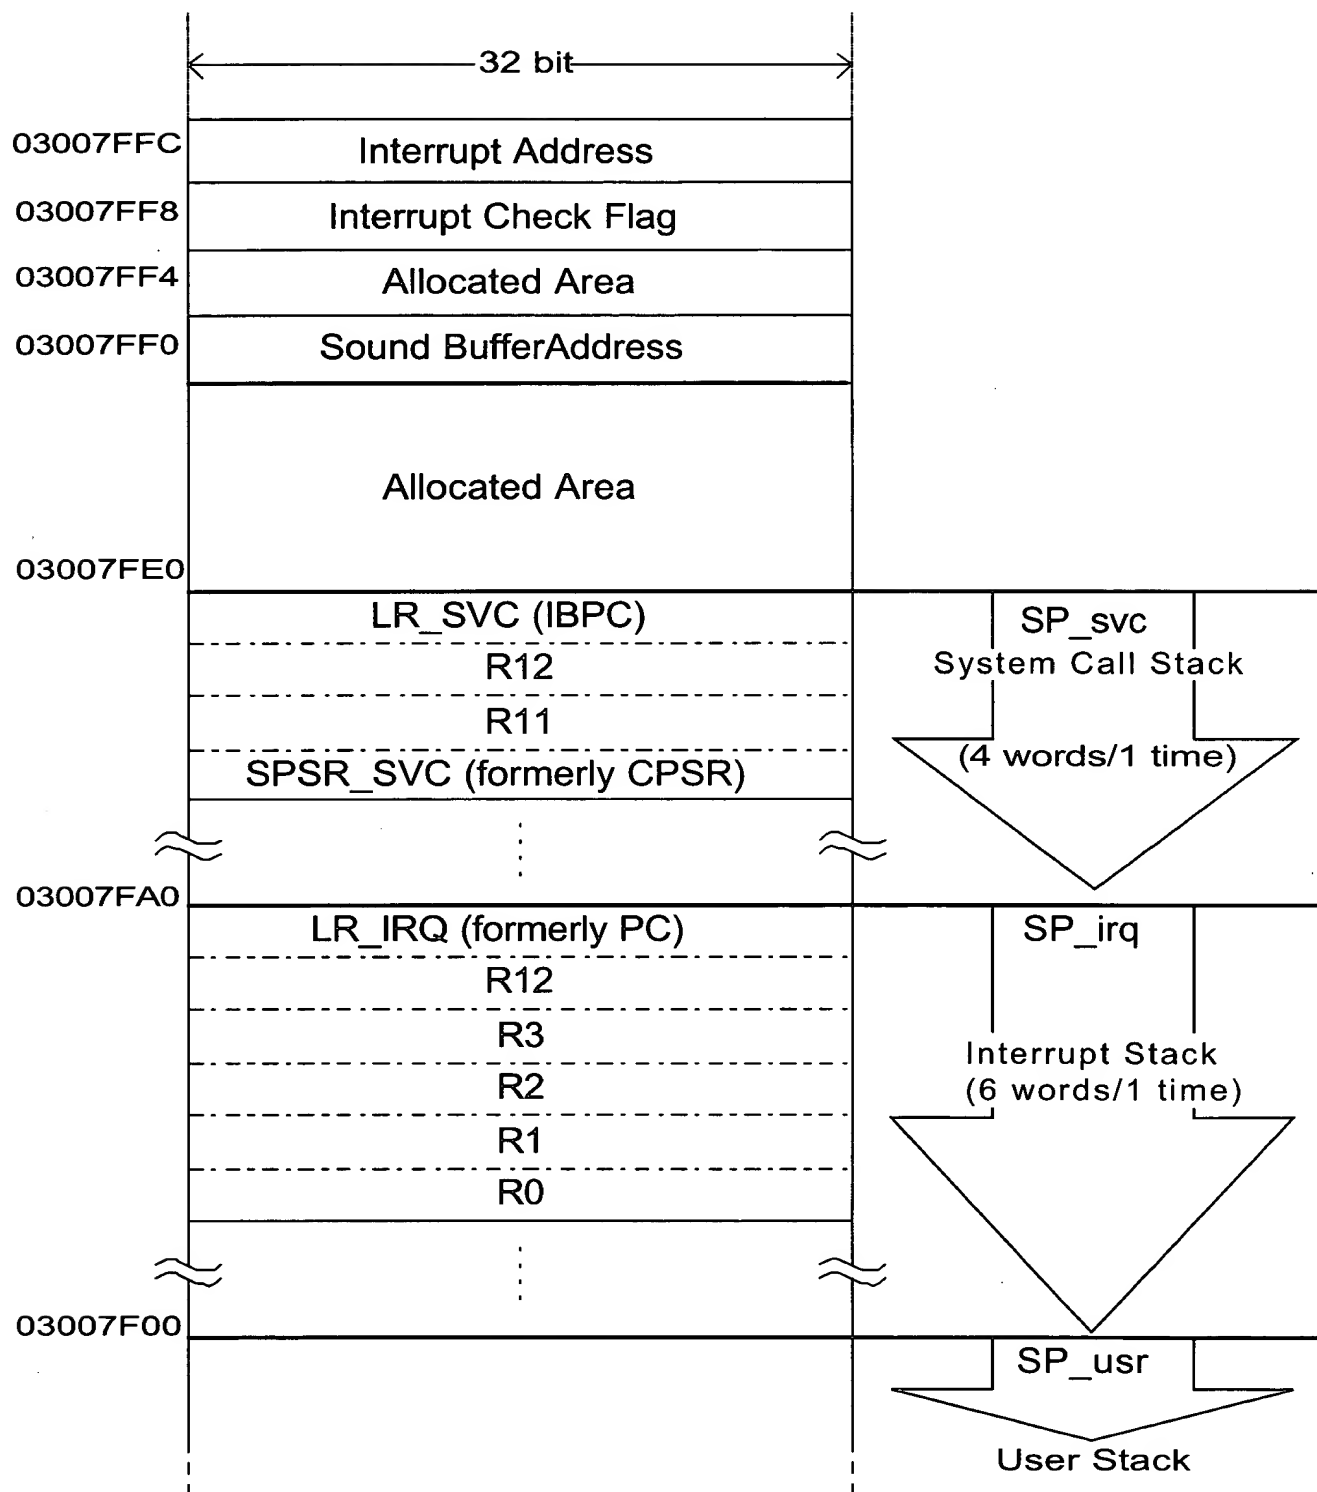 32 bit
03007FFC Interrupt Address
03007FF8 Interrupt Check Flag
03007FF4 Allocated Area
03007FF0 Sound BufferAddress
Allocated Area
03007FE0
LR_SVC (IBPC) SP_svc
R12 System Call Stack
R11
SPSR_SVC (formerly CPSR) (4 words/1 time)
03007FA0
LR_IRQ (formerly PC) SP_irq
R12
R3
Interrupt Stack
R2 (6 words/1 time)
R1
R0
03007F00
SP_usr
User Stack